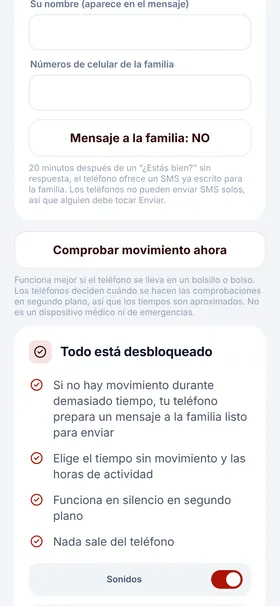 Su nombre (aparece en el mensaje)
Números de celular de la familia
Mensaje a la familia: NO
20 minutos después de un "¿Estás bien?" sin
respuesta, el teléfono ofrece un SMS ya escrito para
la familia. Los teléfonos no pueden enviar SMS solos,
así que alguien debe tocar Enviar.
Comprobar movimiento ahora
Funciona mejor si el teléfono se lleva en un bolsillo o bolso.
Los teléfonos deciden cuándo se hacen las comprobaciones
en segundo plano, así que los tiempos son aproximados. No
es un dispositivo médico ni de emergencias.
Todo está desbloqueado
Si no hay movimiento durante
demasiado tiempo, tu teléfono
prepara un mensaje a la familia listo
para enviar
Elige el tiempo sin movimiento y las
horas de actividad
Funciona en silencio en segundo
plano
Nada sale del teléfono
Sonidos